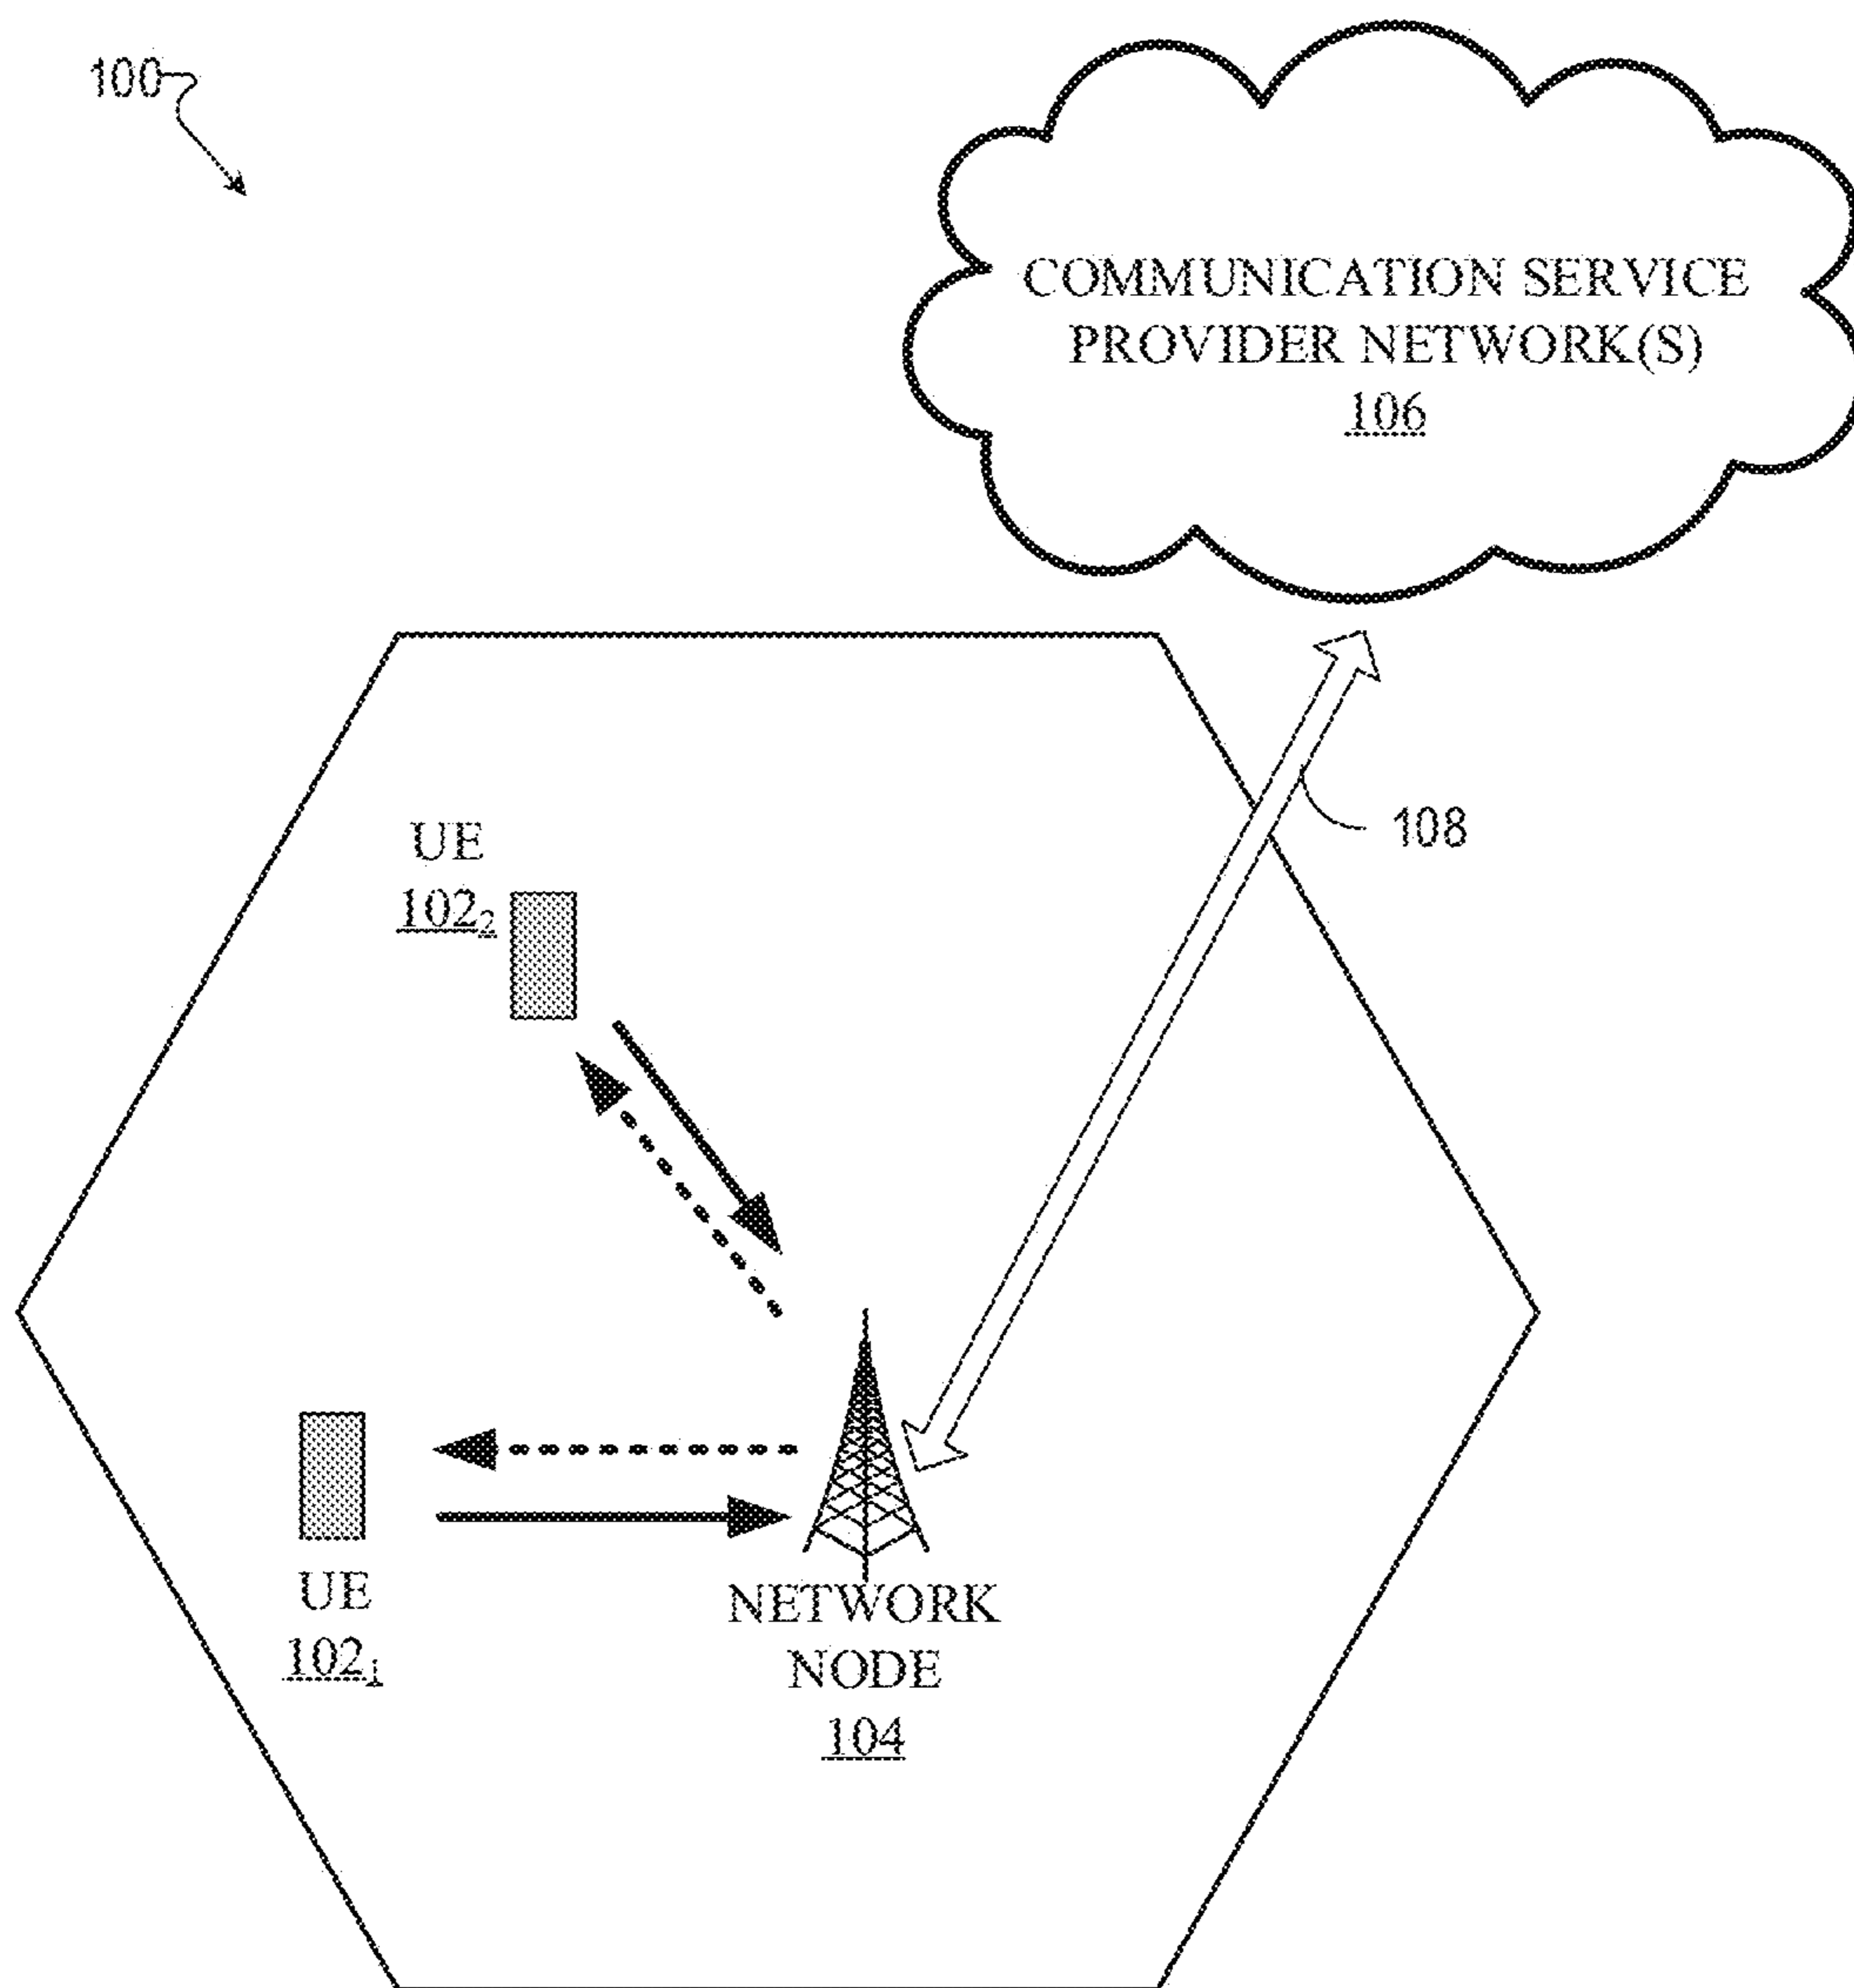 100
COMMUNICATION SERVICE
PROVIDER NETWORK(S)
106
108
UE
102₂
UE
102₁
NETWORK
NODE
104